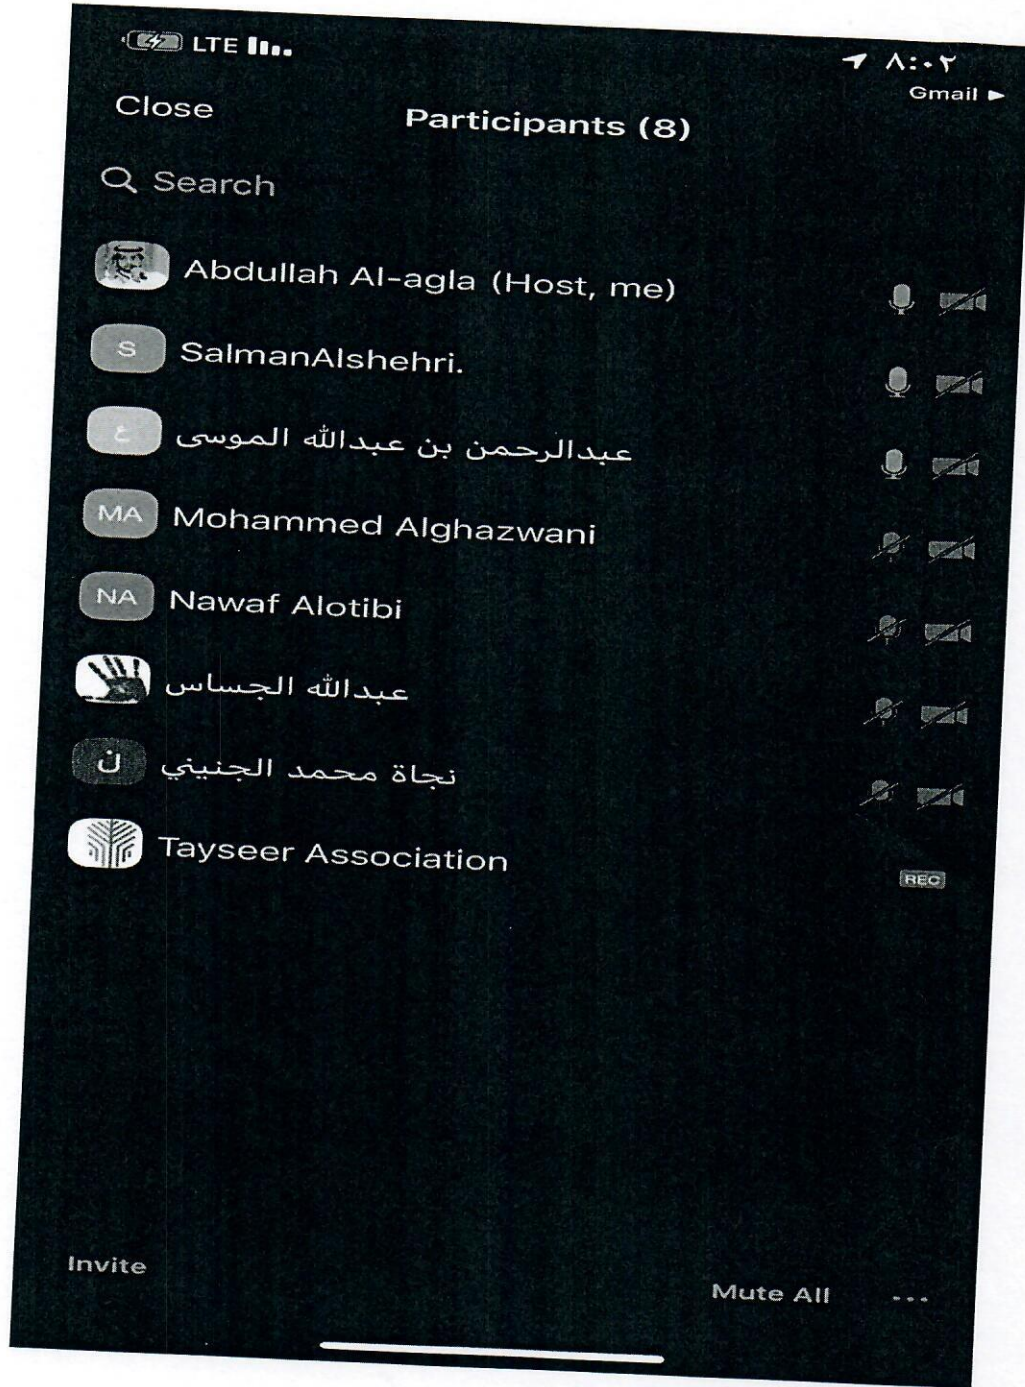 LTE ٨:٠٢
Gmail
Close Participants (8)
Search
Abdullah Al-agla (Host, me)
S SalmanAlshehri.
ع عبدالرحمن بن عبدالله الموسى
MA Mohammed Alghazwani
NA Nawaf Alotibi
عبدالله الجساس
ن نجاة محمد الجنيني
Tayseer Association
REC
Invite Mute All ...